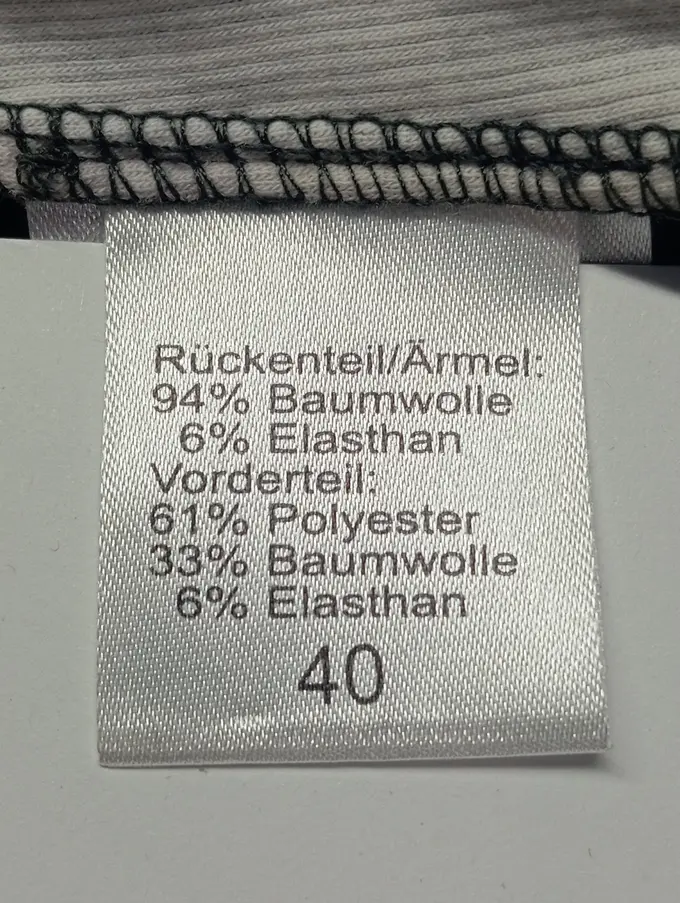 Rückenteil/Ärmel:
94% Baumwolle
6% Elasthan
Vorderteil:
61% Polyester
33% Baumwolle
6% Elasthan
40